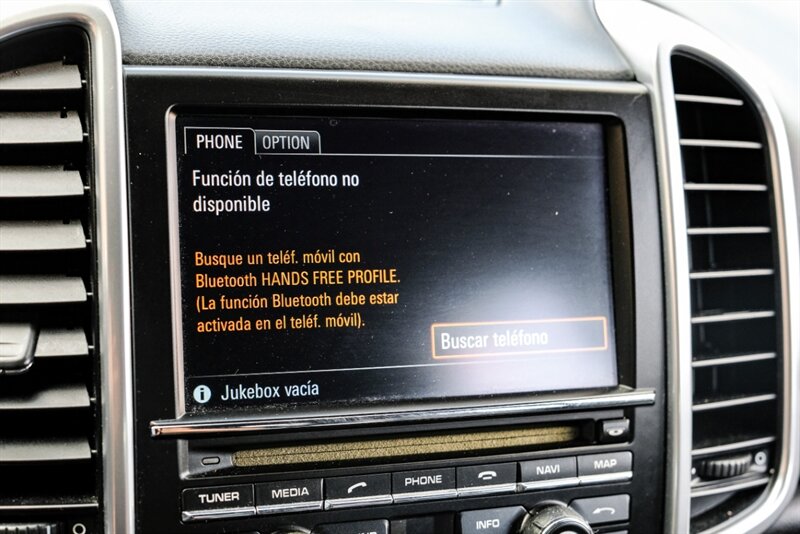 PHONE OPTION
Función de teléfono no
disponible
Busque un teléf. móvil con
Bluetooth HANDS FREE PROFILE.
(La función Bluetooth debe estar
activada en el teléf. móvil).
Buscar teléfono
i Jukebox vacía
TUNER MEDIA PHONE NAVI MAP
INFO